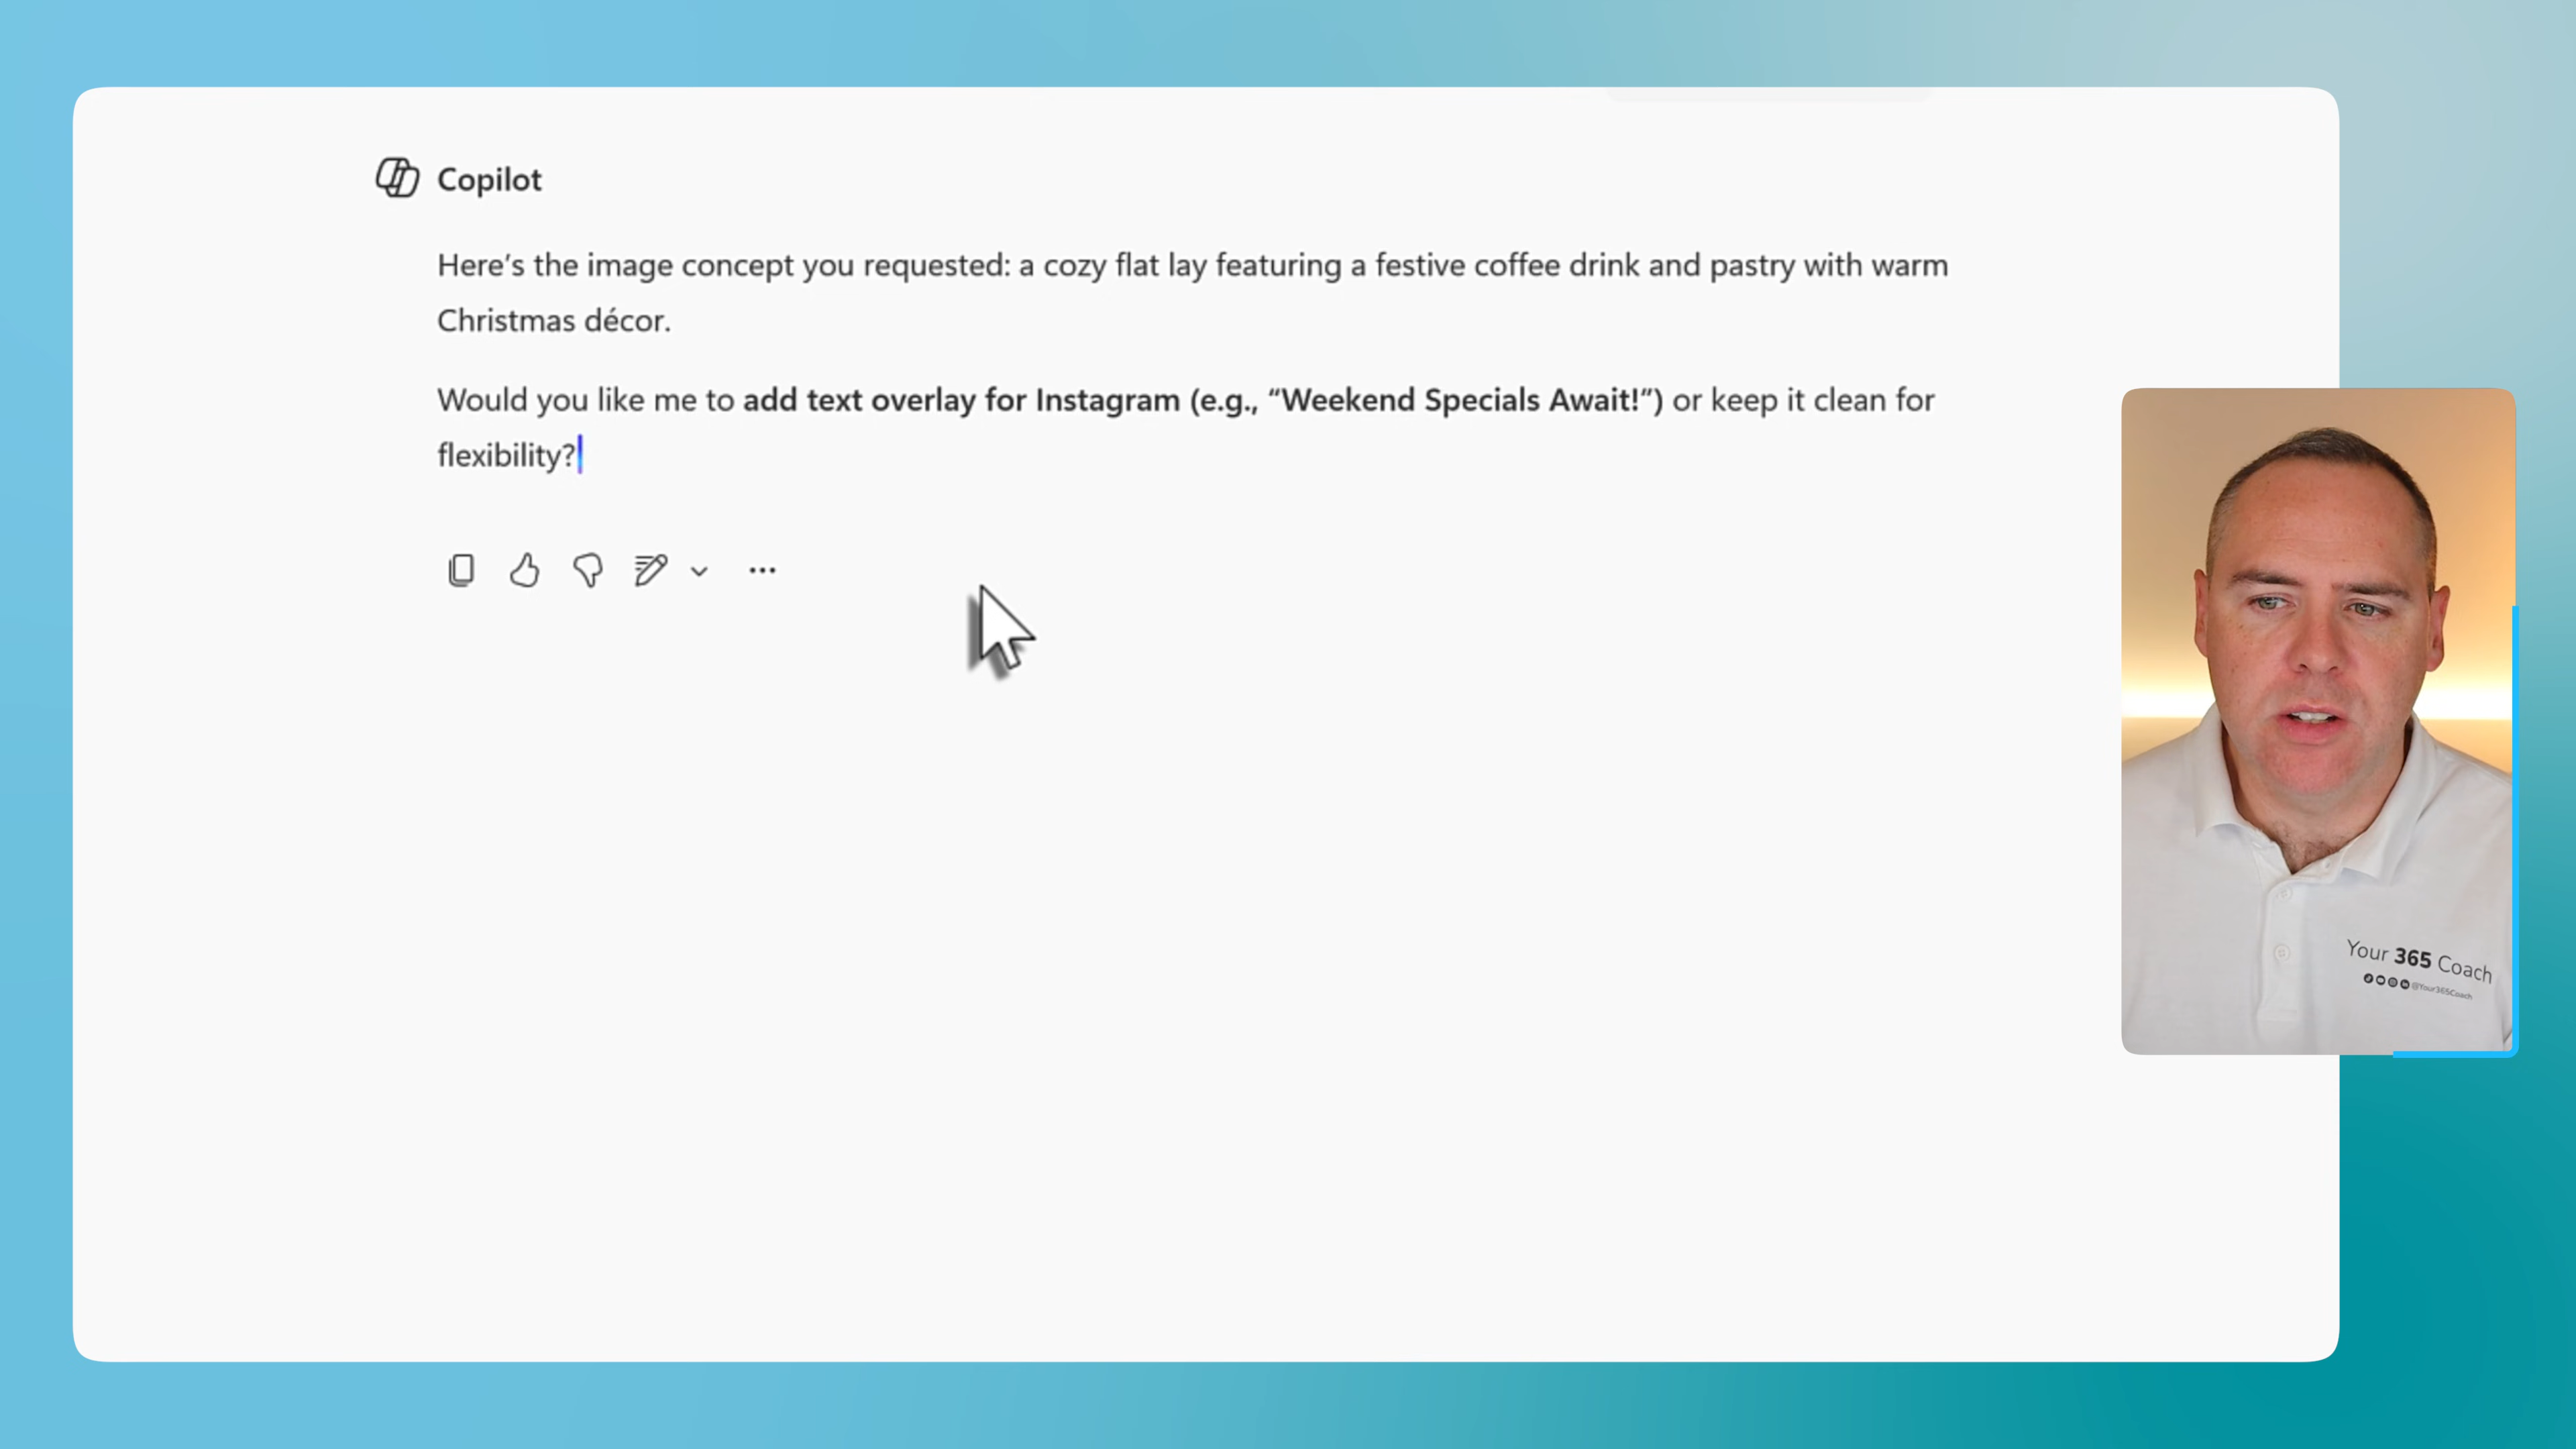 Copilot
Here’s the image concept you requested: a cozy flat lay featuring a festive coffee drink and pastry with warm
Christmas décor.
Would you like me to add text overlay for Instagram (e.g., “Weekend Specials Await!”) or keep it clean for
flexibility?
Your 365 Coach
@Your365Coach